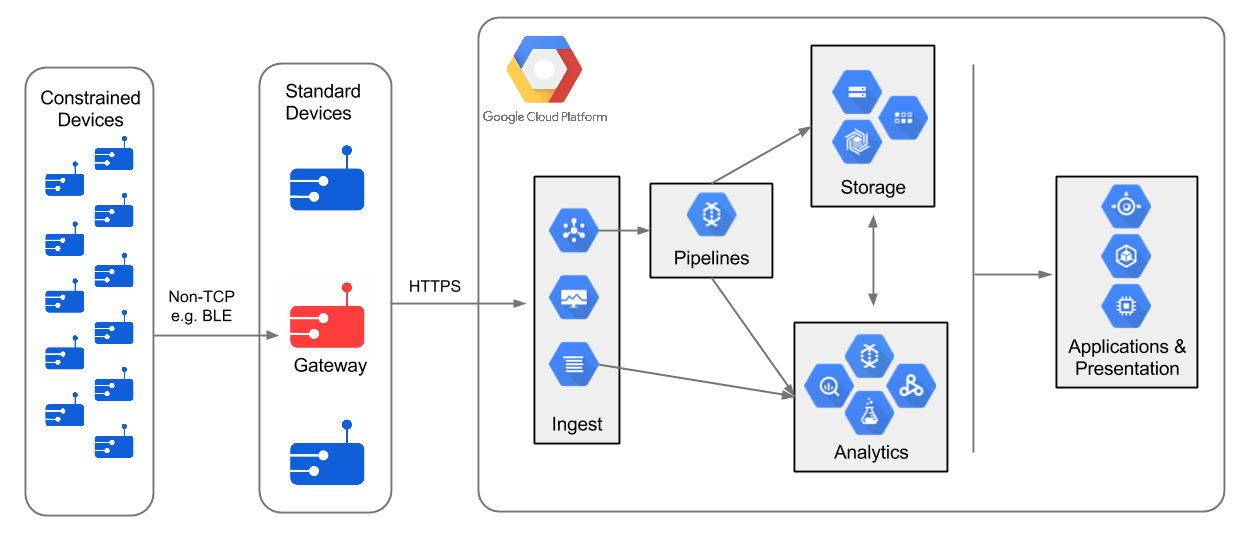 Constrained
Devices
Non-TCP
e.g. BLE
Standard
Devices
Gateway
HTTPS
Google Cloud Platform
Ingest
Pipelines
Storage
Analytics
Applications &
Presentation